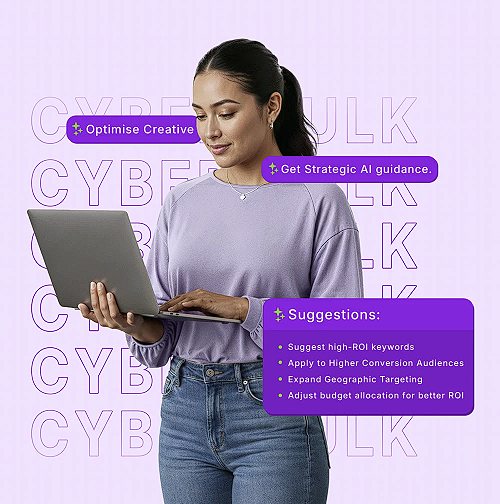 Optimise Creative
Get Strategic AI guidance.
Suggestions:
• Suggest high-ROI keywords
• Apply to Higher Conversion Audiences
• Expand Geographic Targeting
• Adjust budget allocation for better ROI